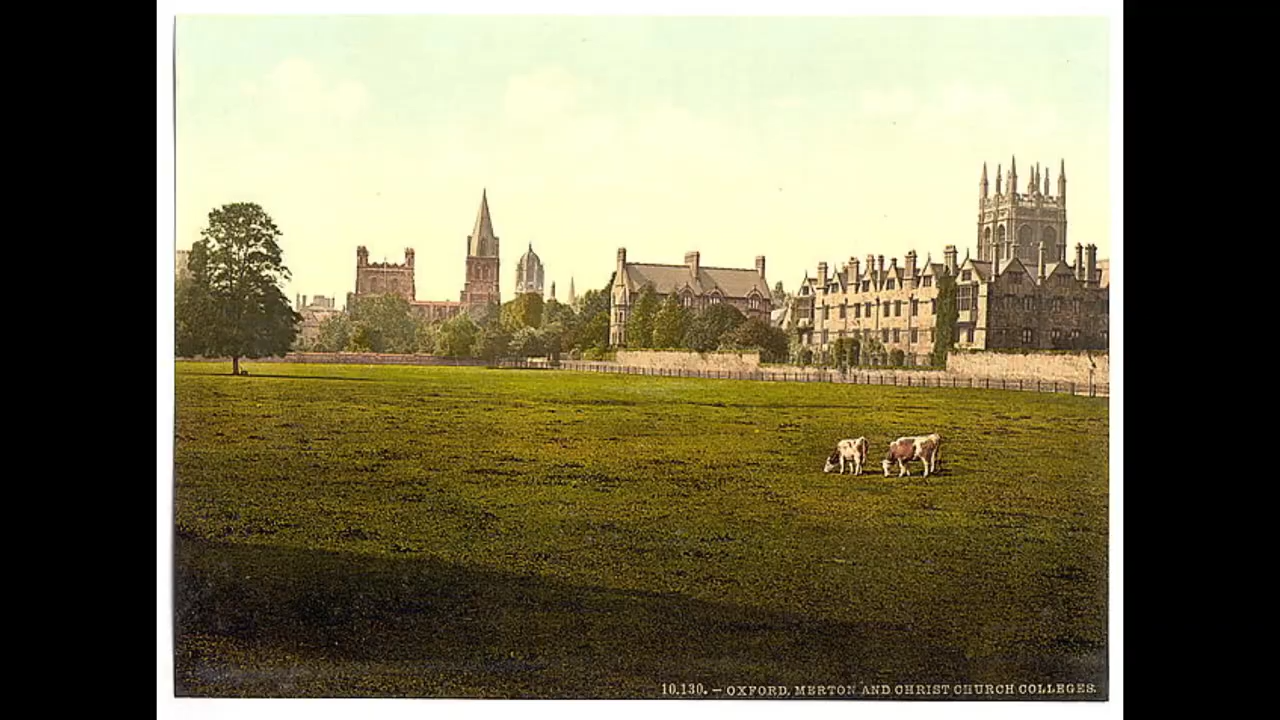 10.130. – OXFORD, MERTON AND CHRIST CHURCH COLLEGES.